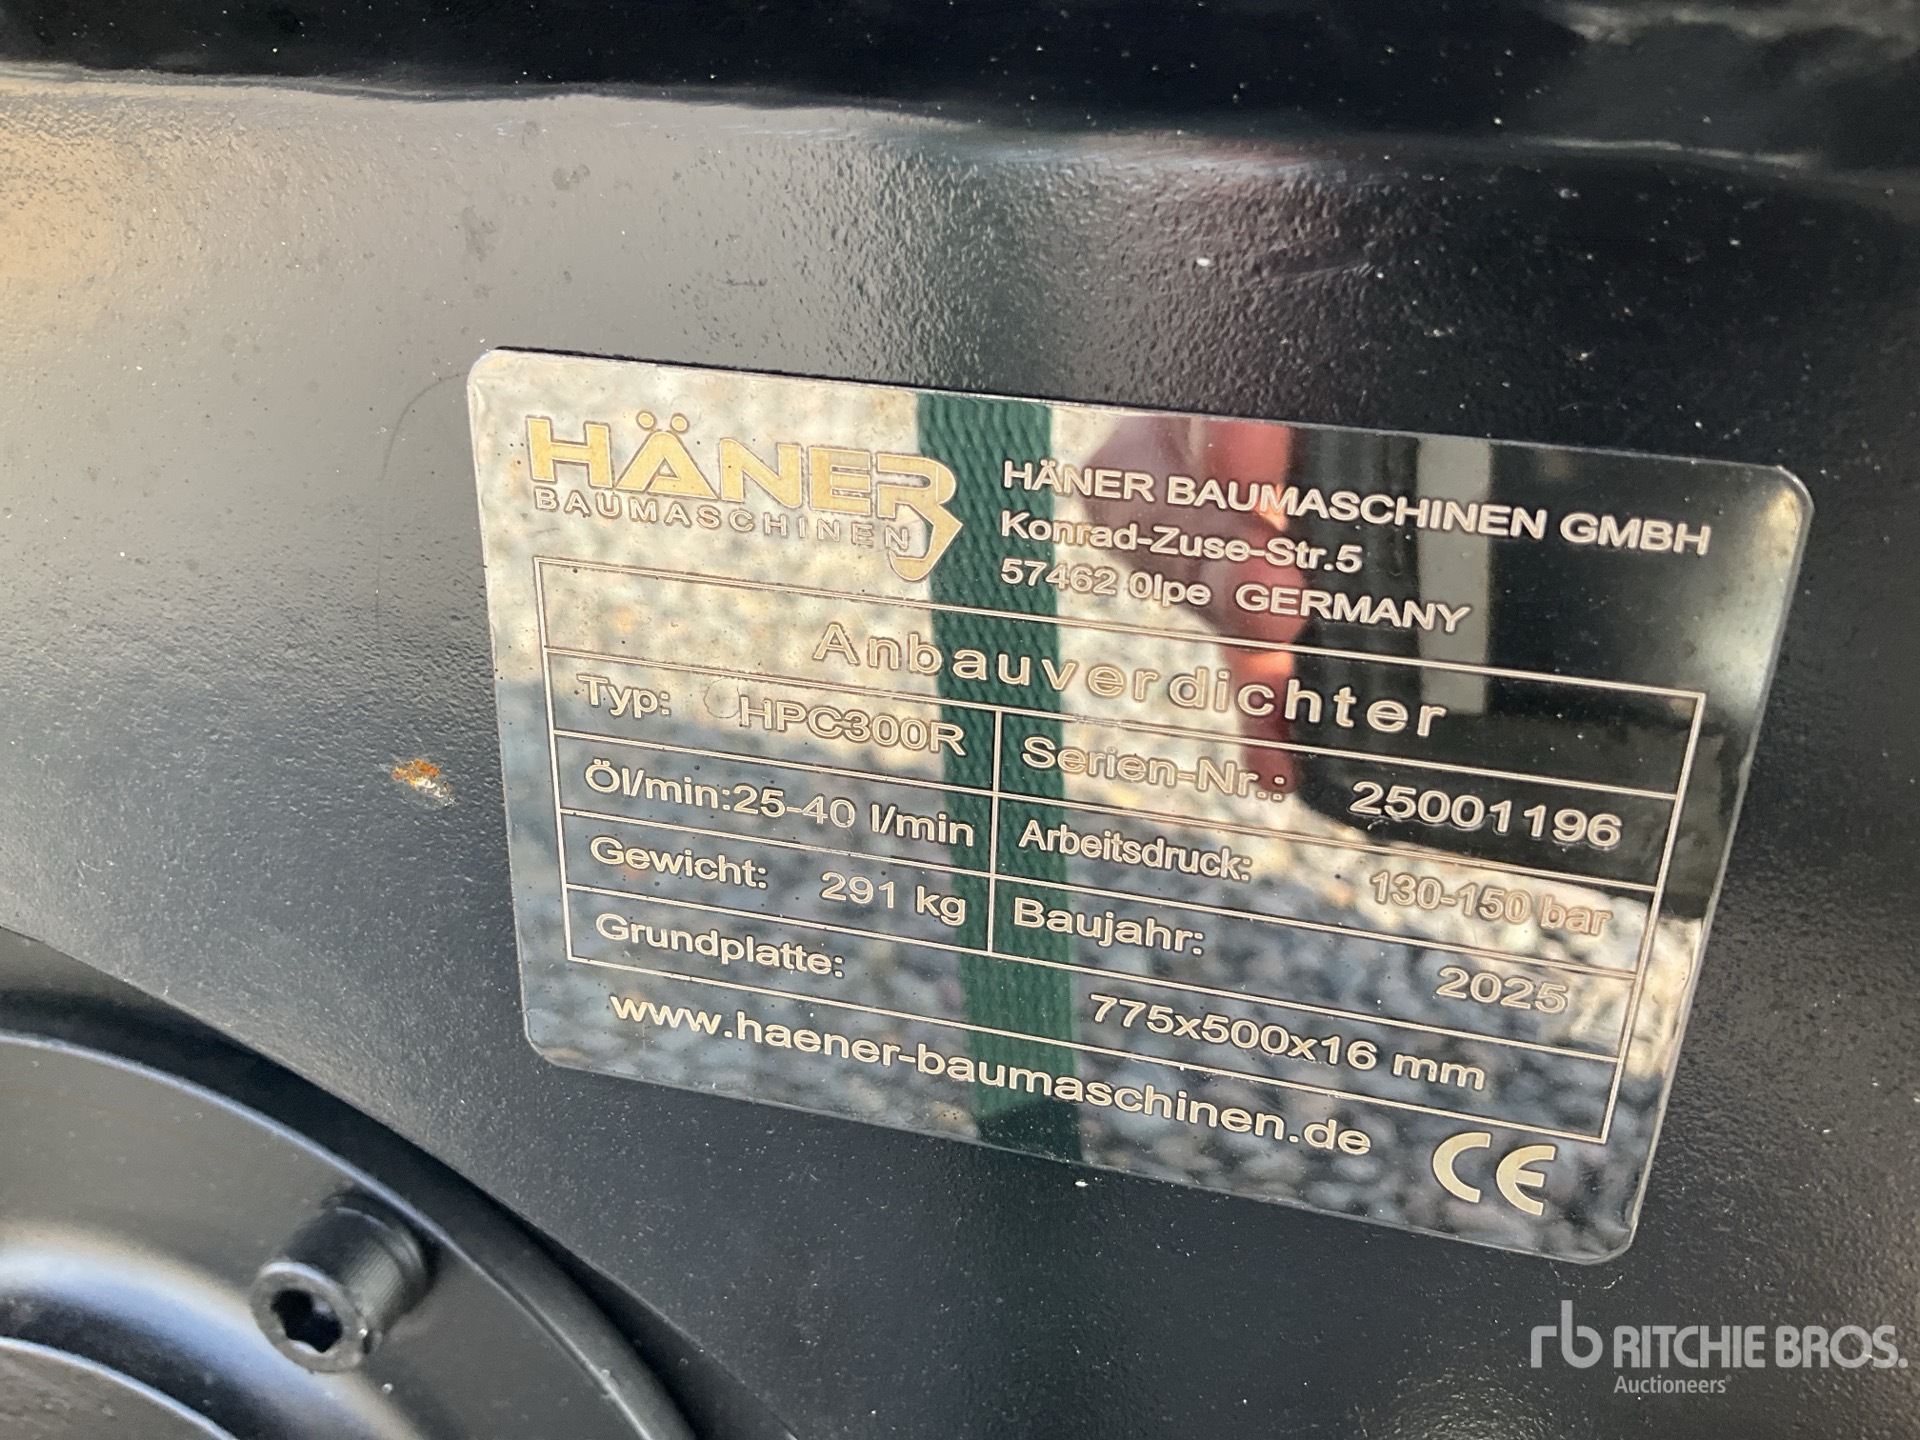 HÄNER
BAUMASCHINEN
HÄNER BAUMASCHINEN GMBH
Konrad-Zuse-Str.5
57462 Olpe GERMANY
Anbauverdichter
Typ: HPC300R
Serien-Nr.: 25001196
Öl/min:25-40 l/min
Arbeitsdruck: 130-150 bar
Gewicht: 291 kg
Baujahr: 2025
Grundplatte: 775x500x16 mm
www.haener-baumaschinen.de
CE
rb RITCHIE BROS.
Auctioneers